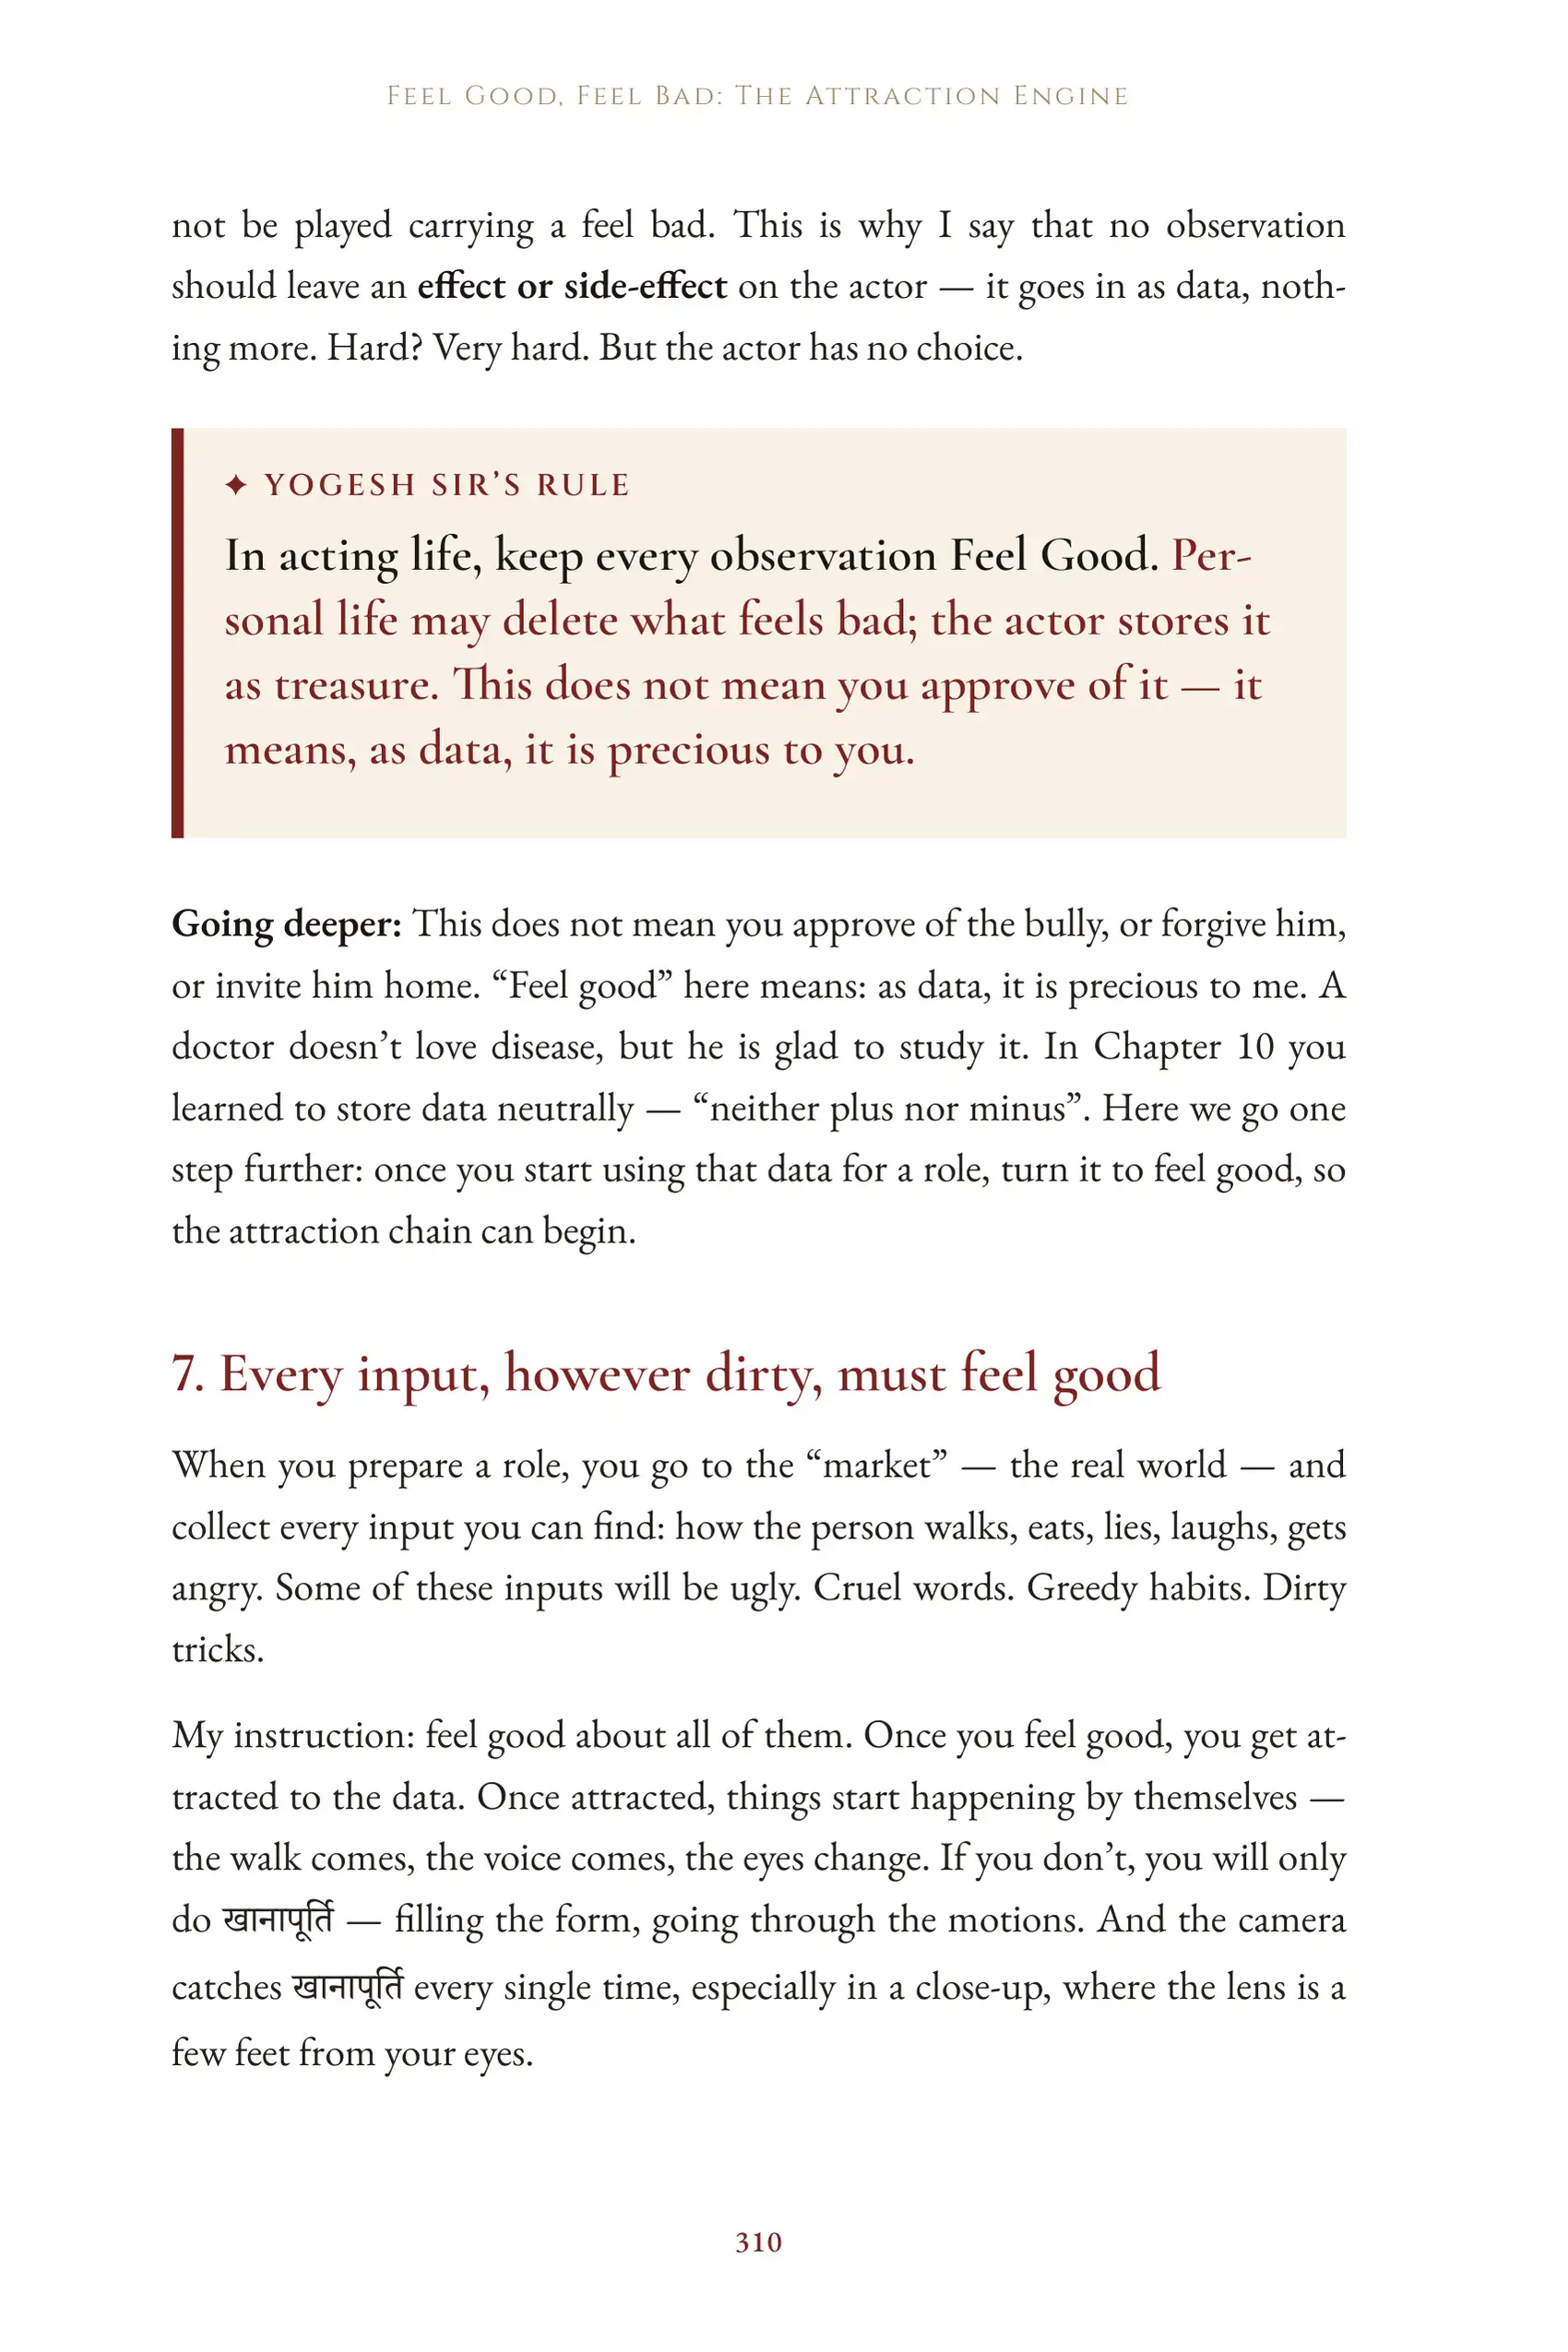 FEEL GOOD, FEEL BAD: THE ATTRACTION ENGINE
not be played carrying a feel bad. This is why I say that no observation
should leave an effect or side-effect on the actor — it goes in as data, noth-
ing more. Hard? Very hard. But the actor has no choice.
✦ YOGESH SIR’S RULE
In acting life, keep every observation Feel Good. Per-
sonal life may delete what feels bad; the actor stores it
as treasure. This does not mean you approve of it — it
means, as data, it is precious to you.
Going deeper: This does not mean you approve of the bully, or forgive him,
or invite him home. “Feel good” here means: as data, it is precious to me. A
doctor doesn’t love disease, but he is glad to study it. In Chapter 10 you
learned to store data neutrally — “neither plus nor minus”. Here we go one
step further: once you start using that data for a role, turn it to feel good, so
the attraction chain can begin.
7. Every input, however dirty, must feel good
When you prepare a role, you go to the “market” — the real world — and
collect every input you can find: how the person walks, eats, lies, laughs, gets
angry. Some of these inputs will be ugly. Cruel words. Greedy habits. Dirty
tricks.
My instruction: feel good about all of them. Once you feel good, you get at-
tracted to the data. Once attracted, things start happening by themselves —
the walk comes, the voice comes, the eyes change. If you don’t, you will only
do खानापूर्ति — filling the form, going through the motions. And the camera
catches खानापूर्ति every single time, especially in a close-up, where the lens is a
few feet from your eyes.
310